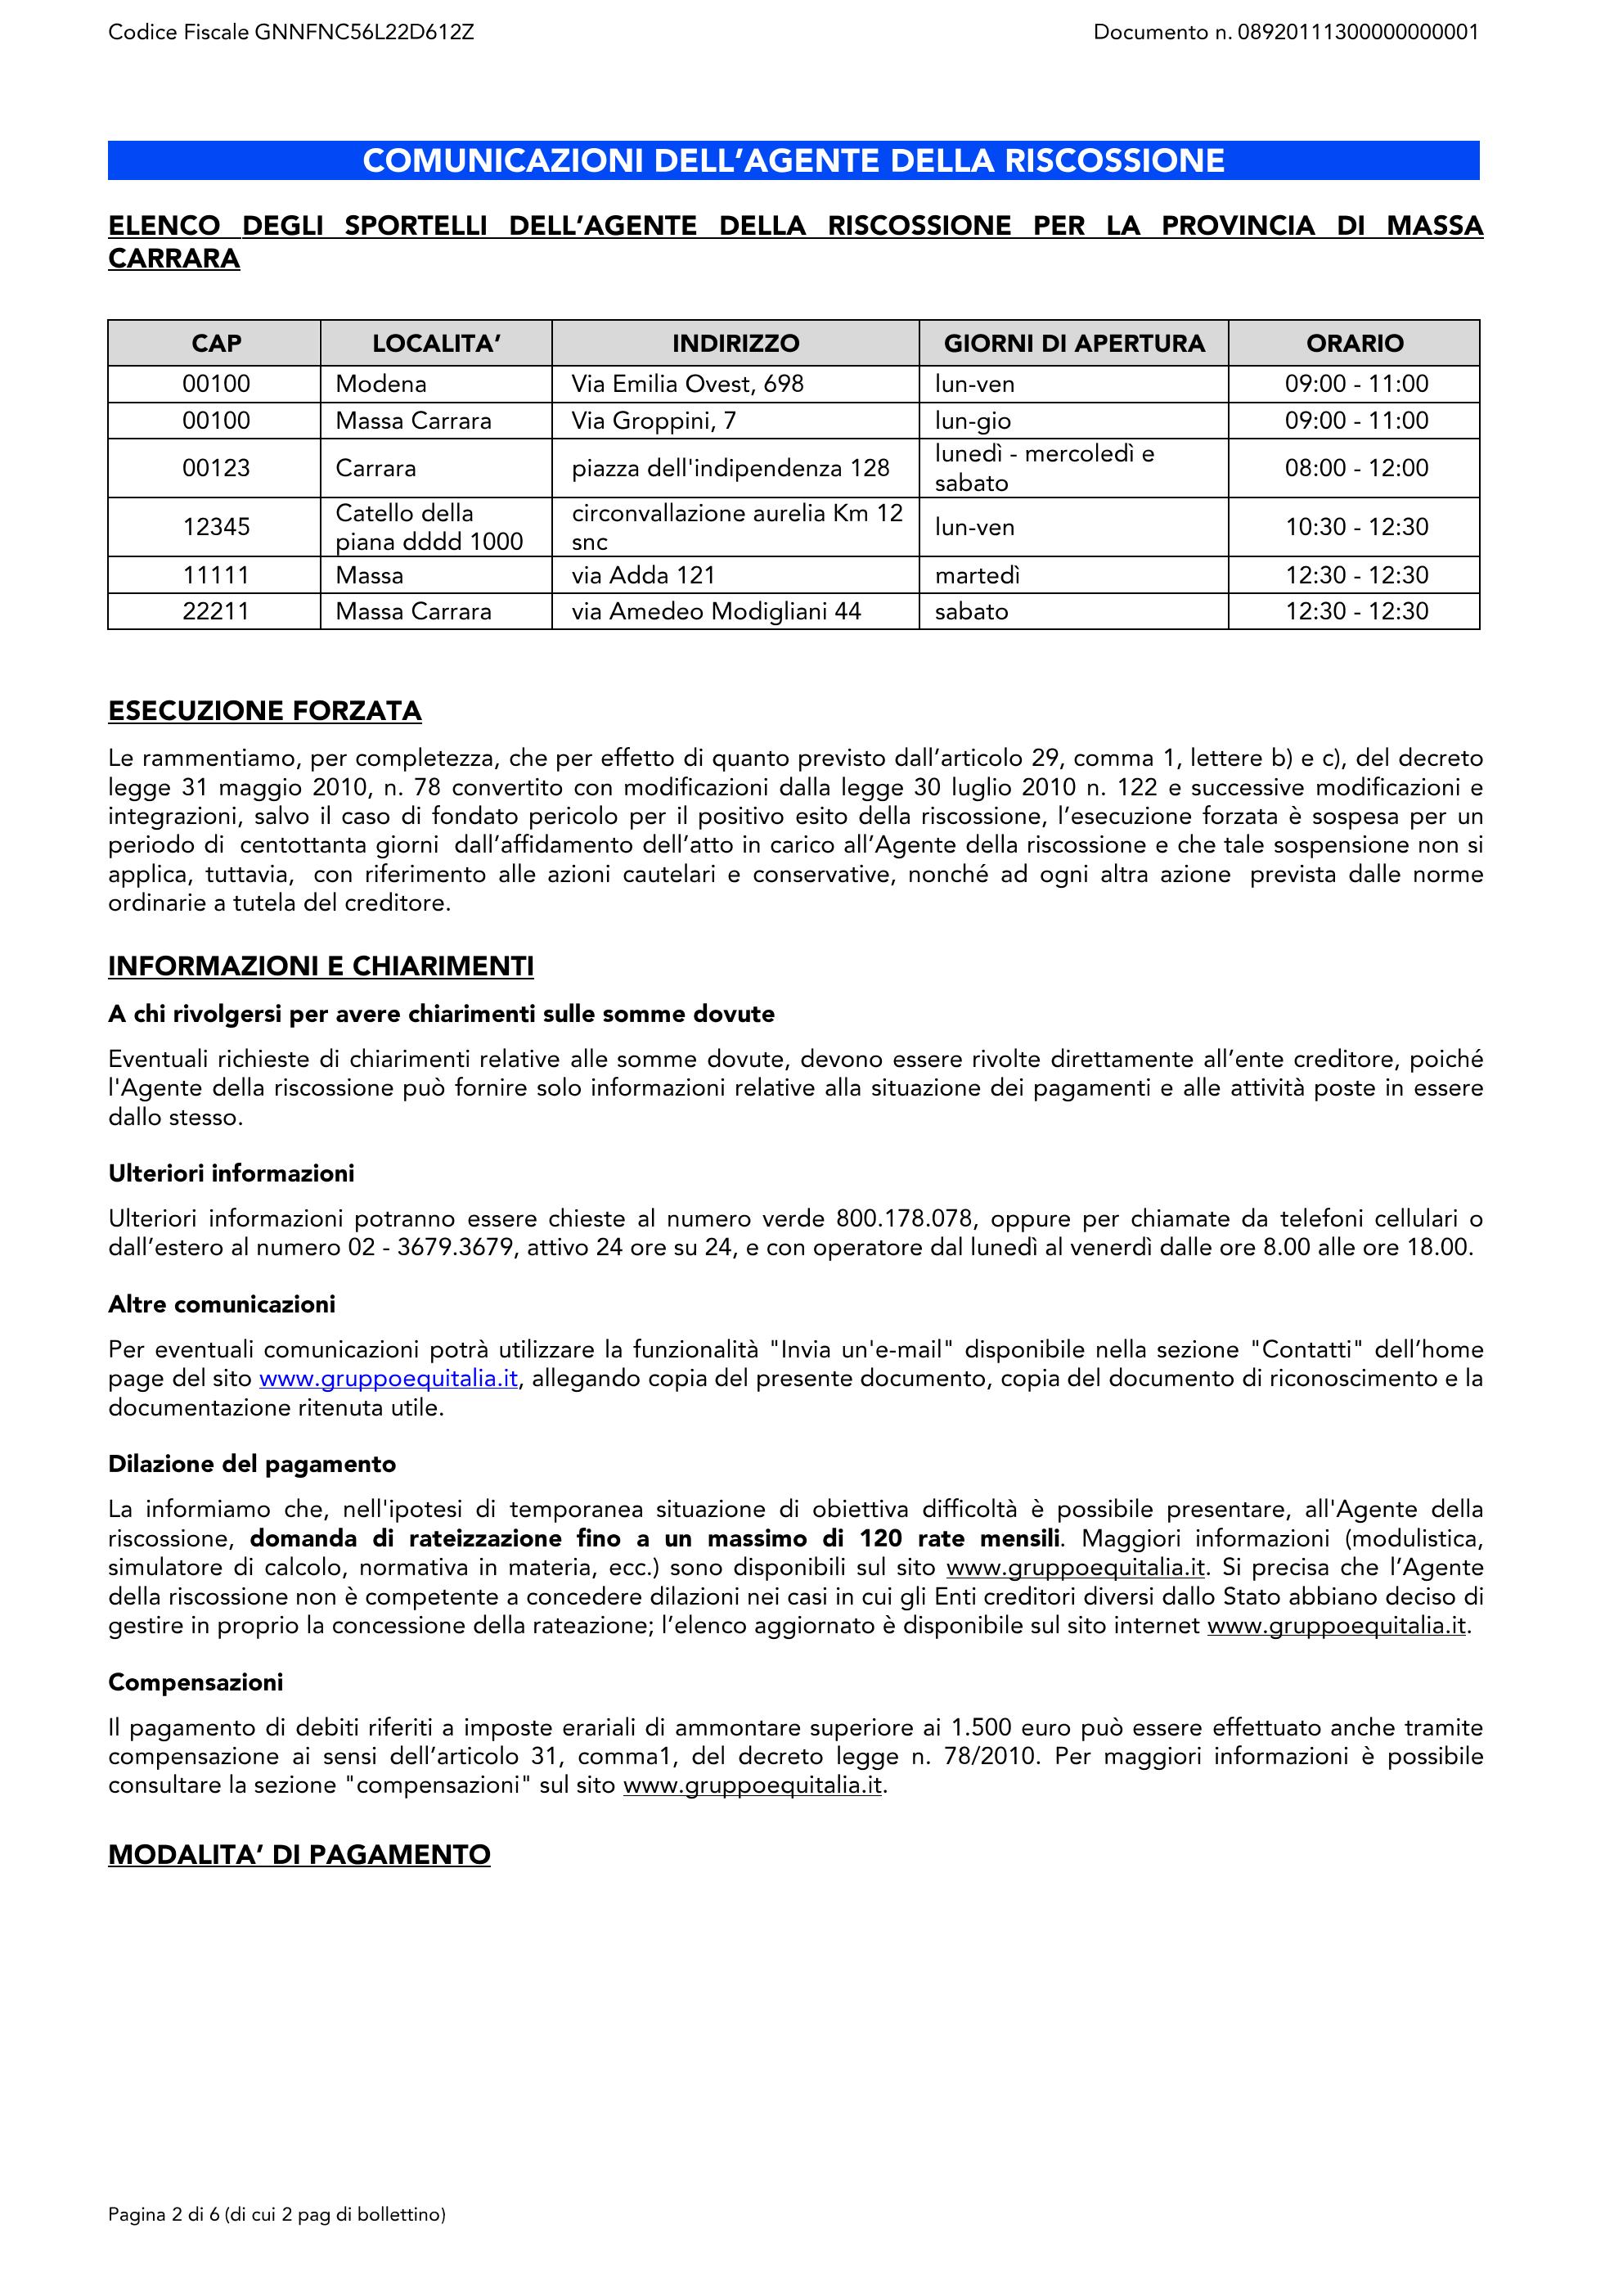 Codice Fiscale GNNFNC56L22D612Z
Documento n. 08920111300000000001
COMUNICAZIONI DELL’AGENTE DELLA RISCOSSIONE
ELENCO DEGLI SPORTELLI DELL’AGENTE DELLA RISCOSSIONE PER LA PROVINCIA DI MASSA
CARRARA
CAP LOCALITA’ INDIRIZZO GIORNI DI APERTURA ORARIO
00100 Modena Via Emilia Ovest, 698 lun-ven 09:00 - 11:00
00100 Massa Carrara Via Groppini, 7 lun-gio 09:00 - 11:00
00123 Carrara piazza dell'indipendenza 128 lunedì - mercoledì e
sabato 08:00 - 12:00
12345 Catello della
piana dddd 1000 circonvallazione aurelia Km 12
snc lun-ven 10:30 - 12:30
11111 Massa via Adda 121 martedì 12:30 - 12:30
22211 Massa Carrara via Amedeo Modigliani 44 sabato 12:30 - 12:30
ESECUZIONE FORZATA
Le rammentiamo, per completezza, che per effetto di quanto previsto dall’articolo 29, comma 1, lettere b) e c), del decreto
legge 31 maggio 2010, n. 78 convertito con modificazioni dalla legge 30 luglio 2010 n. 122 e successive modificazioni e
integrazioni, salvo il caso di fondato pericolo per il positivo esito della riscossione, l’esecuzione forzata è sospesa per un
periodo di centottanta giorni dall’affidamento dell’atto in carico all’Agente della riscossione e che tale sospensione non si
applica, tuttavia, con riferimento alle azioni cautelari e conservative, nonché ad ogni altra azione prevista dalle norme
ordinarie a tutela del creditore.
INFORMAZIONI E CHIARIMENTI
A chi rivolgersi per avere chiarimenti sulle somme dovute
Eventuali richieste di chiarimenti relative alle somme dovute, devono essere rivolte direttamente all’ente creditore, poiché
l'Agente della riscossione può fornire solo informazioni relative alla situazione dei pagamenti e alle attività poste in essere
dallo stesso.
Ulteriori informazioni
Ulteriori informazioni potranno essere chieste al numero verde 800.178.078, oppure per chiamate da telefoni cellulari o
dall’estero al numero 02 - 3679.3679, attivo 24 ore su 24, e con operatore dal lunedì al venerdì dalle ore 8.00 alle ore 18.00.
Altre comunicazioni
Per eventuali comunicazioni potrà utilizzare la funzionalità "Invia un'e-mail" disponibile nella sezione "Contatti" dell’home
page del sito www.gruppoequitalia.it, allegando copia del presente documento, copia del documento di riconoscimento e la
documentazione ritenuta utile.
Dilazione del pagamento
La informiamo che, nell'ipotesi di temporanea situazione di obiettiva difficoltà è possibile presentare, all'Agente della
riscossione, domanda di rateizzazione fino a un massimo di 120 rate mensili. Maggiori informazioni (modulistica,
simulatore di calcolo, normativa in materia, ecc.) sono disponibili sul sito www.gruppoequitalia.it. Si precisa che l’Agente
della riscossione non è competente a concedere dilazioni nei casi in cui gli Enti creditori diversi dallo Stato abbiano deciso di
gestire in proprio la concessione della rateazione; l’elenco aggiornato è disponibile sul sito internet www.gruppoequitalia.it.
Compensazioni
Il pagamento di debiti riferiti a imposte erariali di ammontare superiore ai 1.500 euro può essere effettuato anche tramite
compensazione ai sensi dell’articolo 31, comma1, del decreto legge n. 78/2010. Per maggiori informazioni è possibile
consultare la sezione "compensazioni" sul sito www.gruppoequitalia.it.
MODALITA’ DI PAGAMENTO
Pagina 2 di 6 (di cui 2 pag di bollettino)